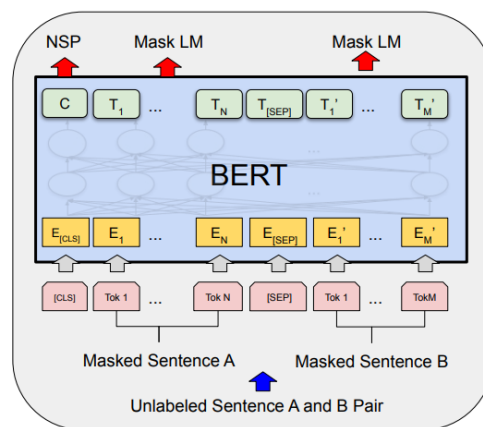 NSP Mask LM Mask LM
C T1 ... TN T[SEP] T1' ... TM'
...
BERT
...
E[CLS] E1 ... EN E[SEP] E1' ... EM'
[CLS] Tok 1 ... Tok N [SEP] Tok 1 ... TokM
Masked Sentence A Masked Sentence B
Unlabeled Sentence A and B Pair